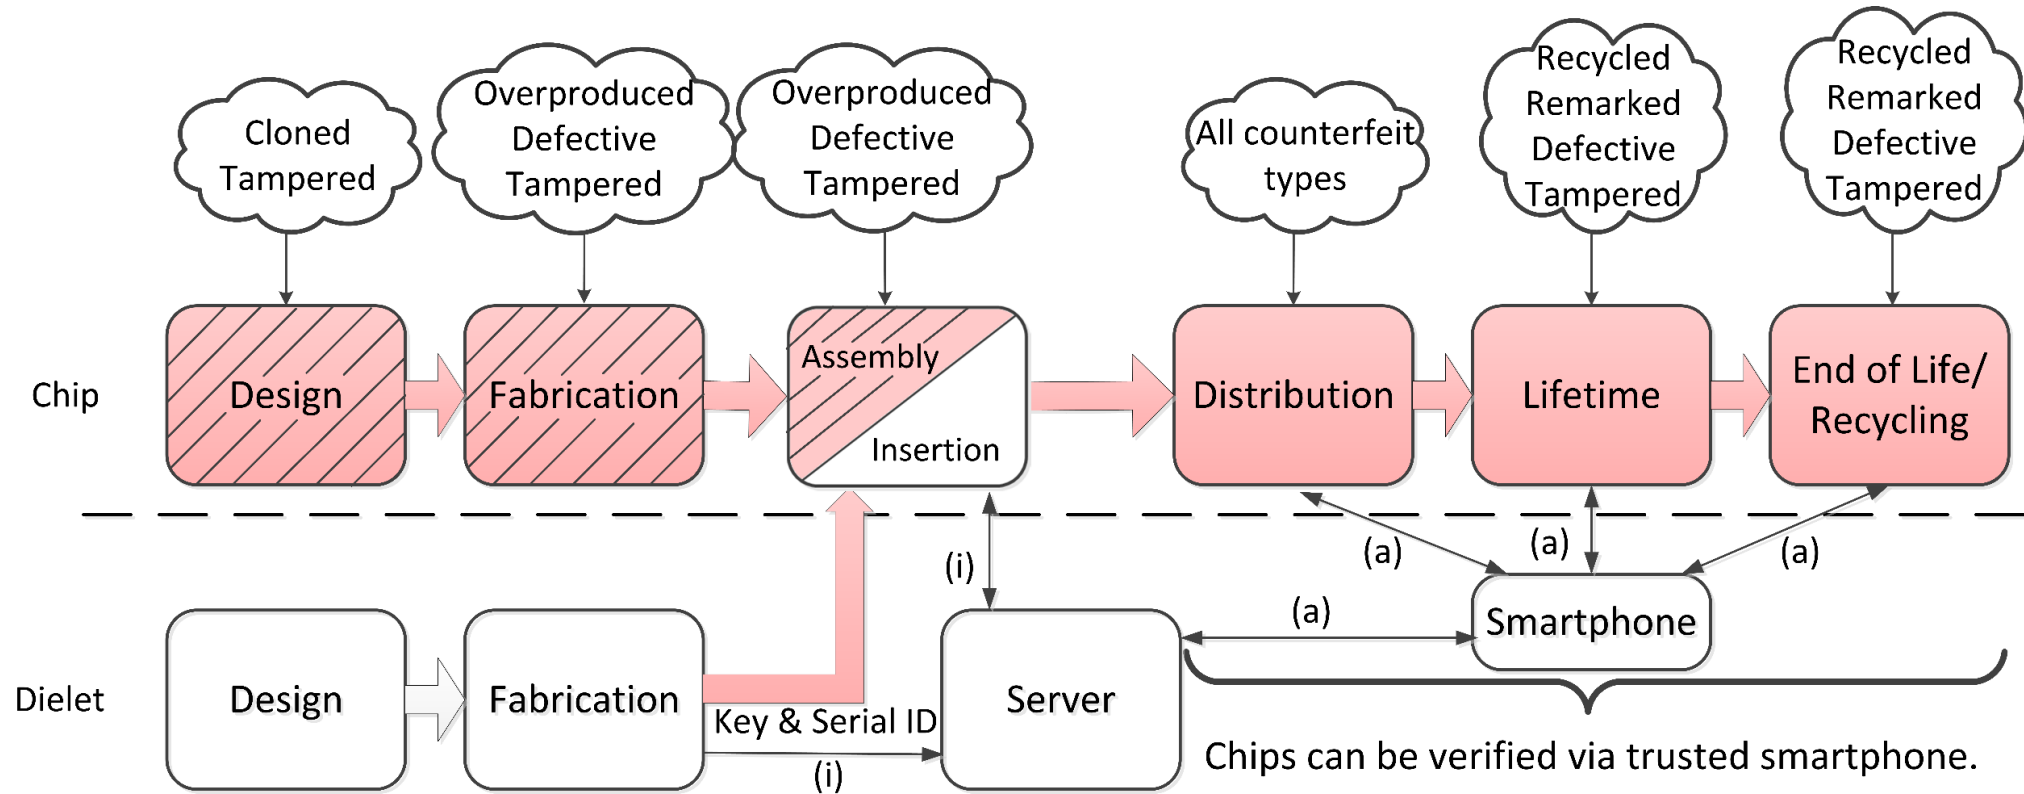 Cloned
Tampered
Overproduced
Defective
Tampered
Overproduced
Defective
Tampered
All counterfeit
types
Recycled
Remarked
Defective
Tampered
Recycled
Remarked
Defective
Tampered
Chip
Design
Fabrication
Assembly
Insertion
Distribution
Lifetime
End of Life/
Recycling
(i)
(a)
(a)
(a)
(a)
Smartphone
Dielet
Design
Fabrication
Key & Serial ID
(i)
Server
Chips can be verified via trusted smartphone.